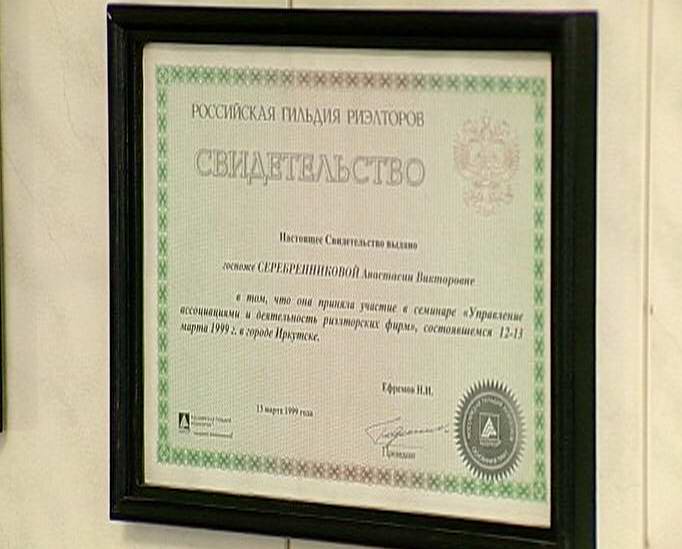 РОССИЙСКАЯ ГИЛЬДИЯ РИЭЛТОРОВ
СВИДЕТЕЛЬСТВО
Настоящее Свидетельство выдано
госпоже СЕРЕБРЕННИКОВОЙ Анастасии Викторовне
в том, что она приняла участие в семинаре «Управление
ассоциациями и деятельность риэлторских фирм», состоявшемся 12-13
марта 1999 г. в городе Иркутске.
Ефремов Н.И.
13 марта 1999 года
Президент